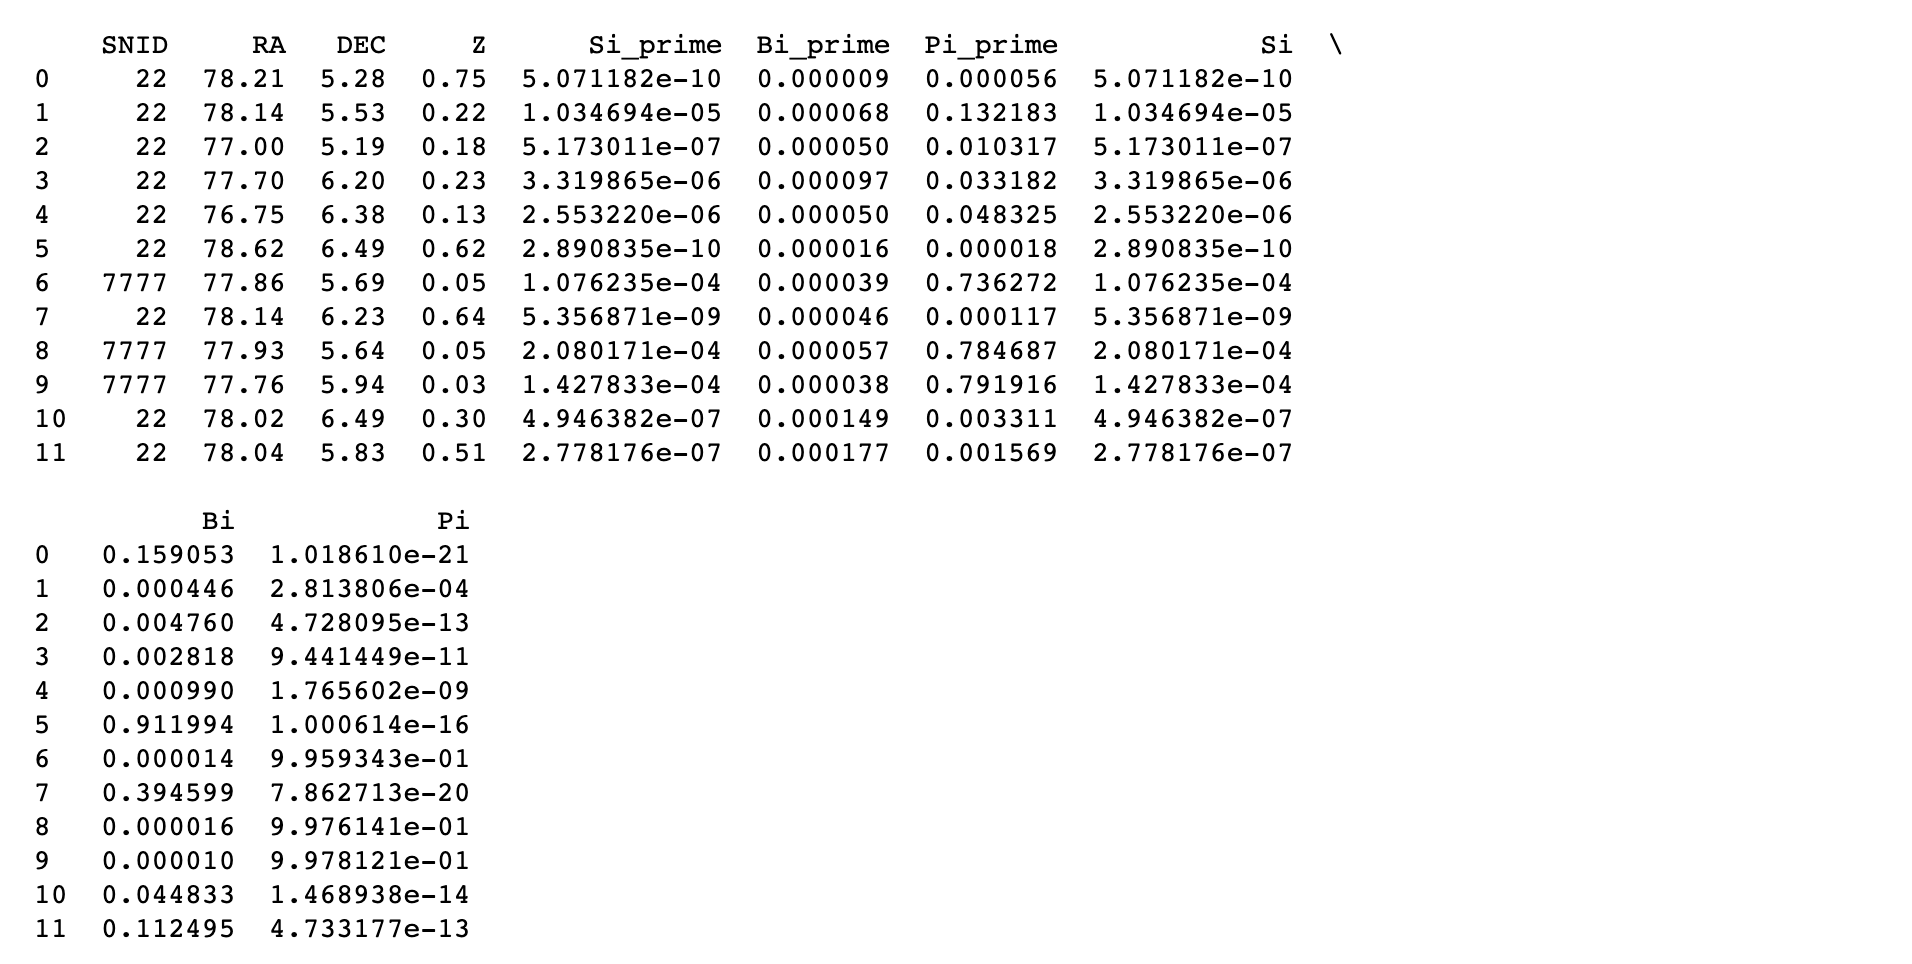 SNID RA DEC Z Si_prime Bi_prime Pi_prime Si \
0 22 78.21 5.28 0.75 5.071182e-10 0.000009 0.000056 5.071182e-10
1 22 78.14 5.53 0.22 1.034694e-05 0.000068 0.132183 1.034694e-05
2 22 77.00 5.19 0.18 5.173011e-07 0.000050 0.010317 5.173011e-07
3 22 77.70 6.20 0.23 3.319865e-06 0.000097 0.033182 3.319865e-06
4 22 76.75 6.38 0.13 2.553220e-06 0.000050 0.048325 2.553220e-06
5 22 78.62 6.49 0.62 2.890835e-10 0.000016 0.000018 2.890835e-10
6 7777 77.86 5.69 0.05 1.076235e-04 0.000039 0.736272 1.076235e-04
7 22 78.14 6.23 0.64 5.356871e-09 0.000046 0.000117 5.356871e-09
8 7777 77.93 5.64 0.05 2.080171e-04 0.000057 0.784687 2.080171e-04
9 7777 77.76 5.94 0.03 1.427833e-04 0.000038 0.791916 1.427833e-04
10 22 78.02 6.49 0.30 4.946382e-07 0.000149 0.003311 4.946382e-07
11 22 78.04 5.83 0.51 2.778176e-07 0.000177 0.001569 2.778176e-07
Bi Pi
0 0.159053 1.018610e-21
1 0.000446 2.813806e-04
2 0.004760 4.728095e-13
3 0.002818 9.441449e-11
4 0.000990 1.765602e-09
5 0.911994 1.000614e-16
6 0.000014 9.959343e-01
7 0.394599 7.862713e-20
8 0.000016 9.976141e-01
9 0.000010 9.978121e-01
10 0.044833 1.468938e-14
11 0.112495 4.733177e-13